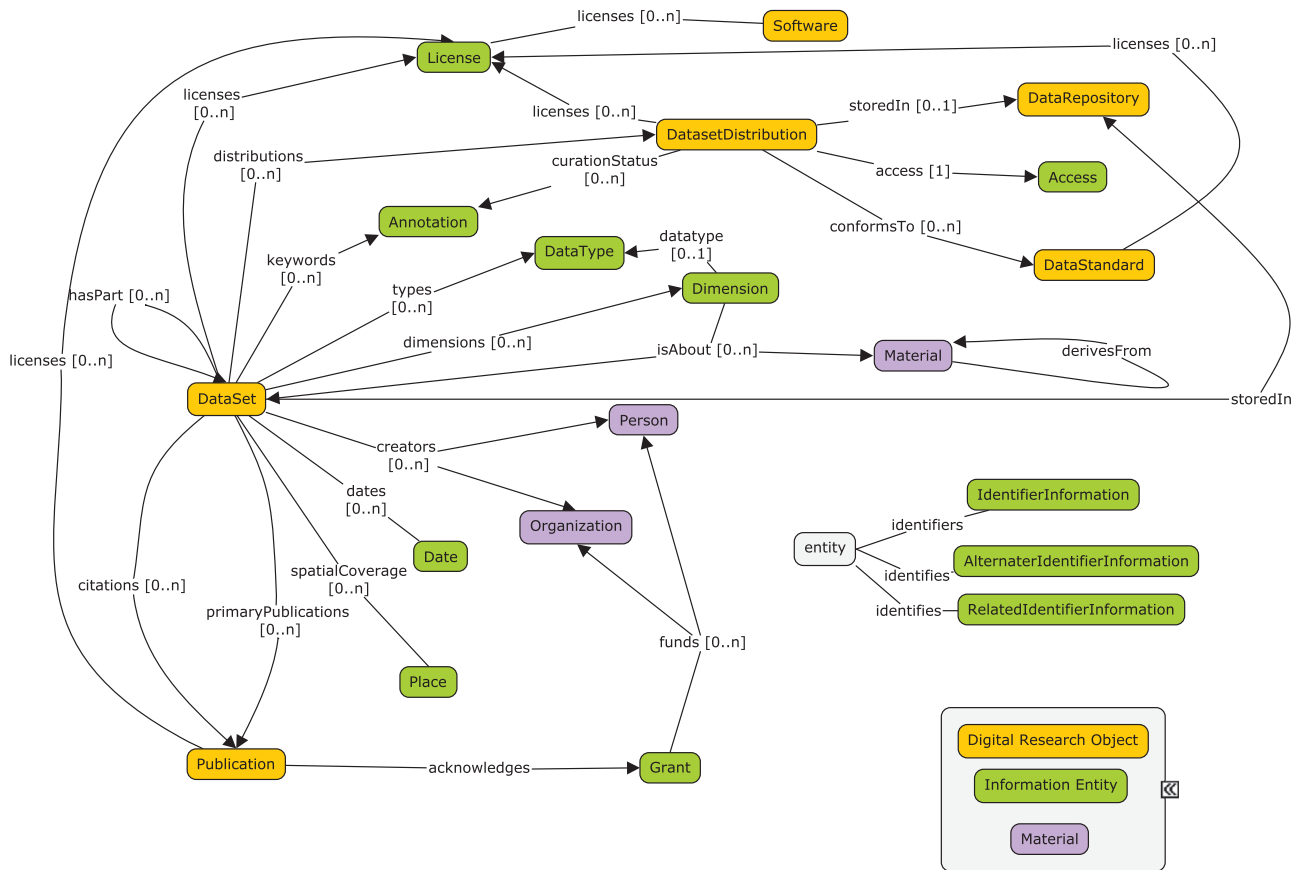 licenses [0..n]
Software
License
licenses [0..n]
licenses
[0..n]
licenses [0..n]
storedIn [0..1]
DataRepository
DatasetDistribution
distributions
[0..n]
curationStatus
[0..n]
access [1]
Access
Annotation
conformsTo [0..n]
keywords
[0..n]
DataType
datatype
[0..1]
DataStandard
hasPart [0..n]
types
[0..n]
Dimension
dimensions [0..n]
isAbout [0..n]
Material
derivesFrom
licenses [0..n]
DataSet
storedIn
Person
creators
[0..n]
dates
[0..n]
Organization
IdentifierInformation
identifiers
entity
Date
AlternaterIdentifierInformation
identifies
citations [0..n]
spatialCoverage
[0..n]
primaryPublications
[0..n]
identifies
RelatedIdentifierInformation
funds [0..n]
Place
Publication
acknowledges
Grant
Digital Research Object
Information Entity
Material